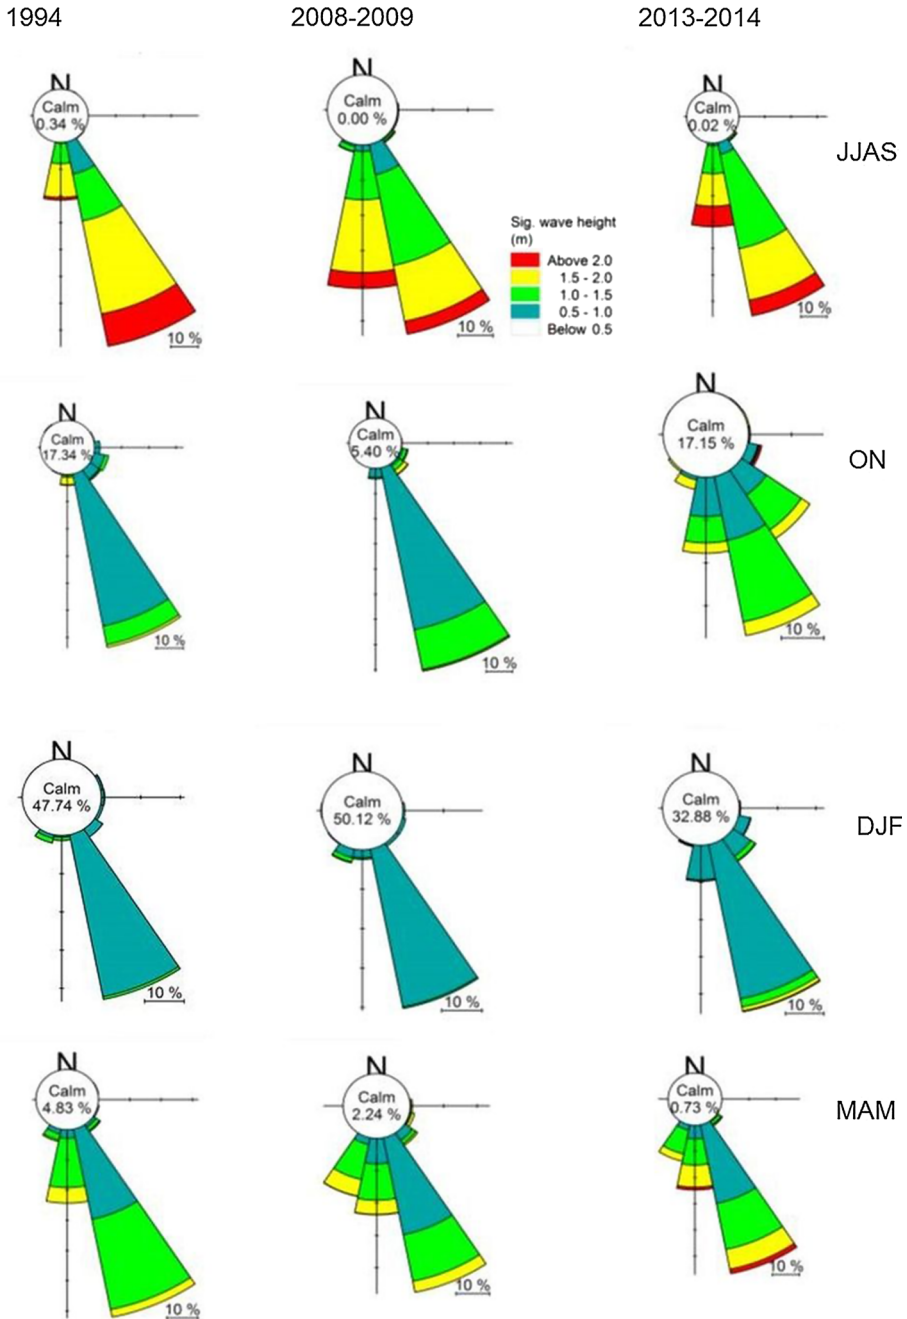 1994 2008-2009 2013-2014
N N N
Calm Calm Calm
0.34 % 0.00 % 0.02 %
JJAS
Sig. wave height
(m)
Above 2.0
1.5 - 2.0
1.0 - 1.5
0.5 - 1.0
Below 0.5
10 % 10 % 10 %
N N N
Calm Calm Calm
17.34 % 5.40 % 17.15 %
ON
10 % 10 % 10 %
N N N
Calm Calm Calm
47.74 % 50.12 % 32.88 %
DJF
10 % 10 % 10 %
N N N
Calm Calm Calm
4.83 % 2.24 % 0.73 %
MAM
10 % 10 % 10 %